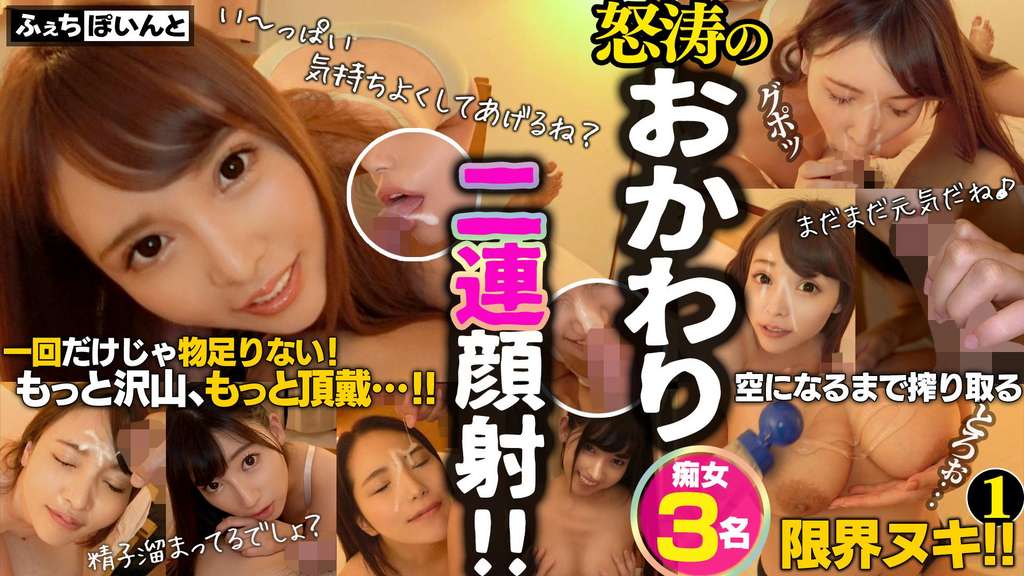 ふぇちぽいんと
い〜っぱい
気持ちよくしてあげるね?
怒涛の
おかわり
二連顔射!!
グポッ
まだまだ元気だね♪
一回だけじゃ物足りない!
もっと沢山、もっと頂戴…!!
空になるまで搾り取る
精子溜まってるでしょ?
痴女
3名
とろぉ…
1
限界ヌキ!!